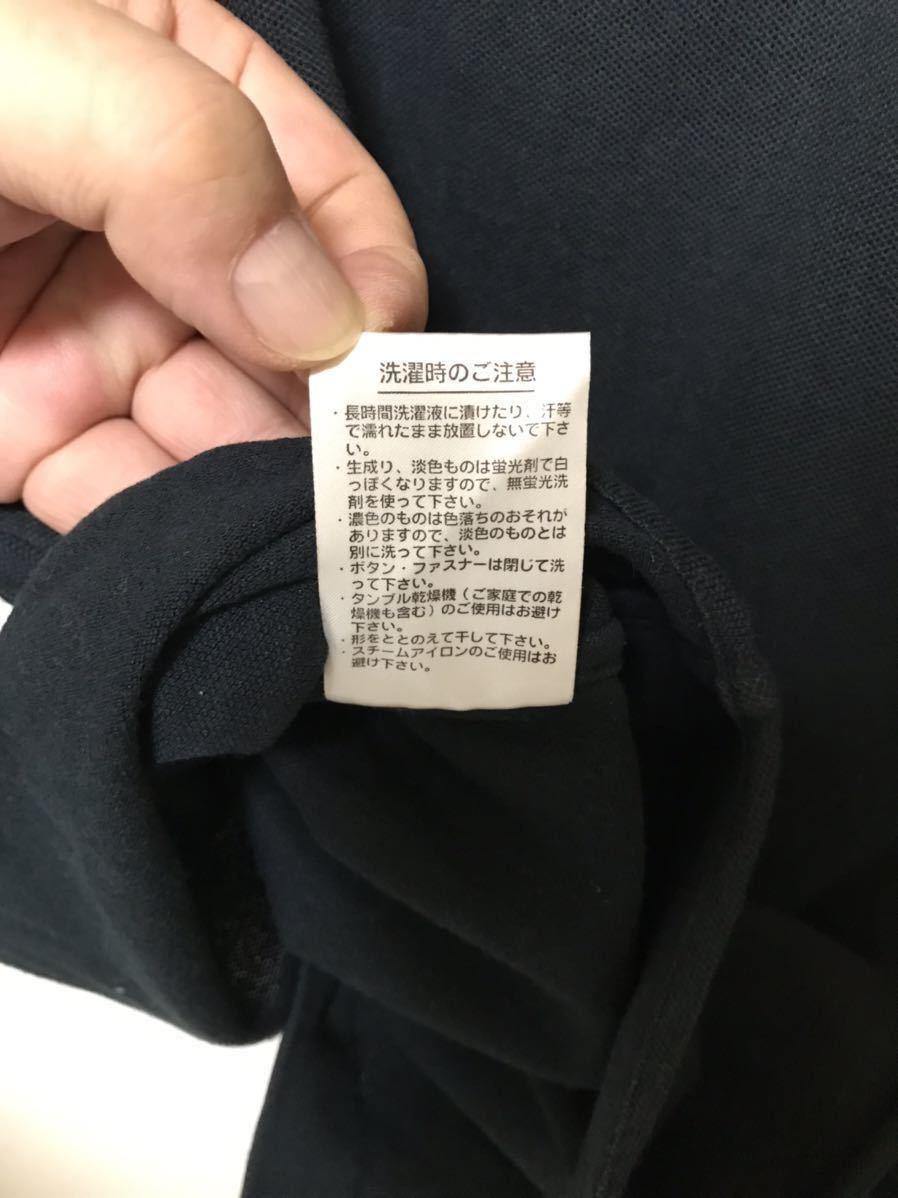 洗濯時のご注意
・長時間洗濯液に漬けたり、汗等
で濡れたまま放置しないで下さ
い。
・生成り、淡色ものは蛍光剤で白
っぽくなりますので、無蛍光洗
剤を使って下さい。
・濃色のものは色落ちのおそれが
ありますので、淡色のものとは
別に洗って下さい。
・ボタン・ファスナーは閉じて洗
って下さい。
・タンブル乾燥機（ご家庭での乾
燥機も含む）のご使用はお避け
下さい。
・形をととのえて干して下さい。
・スチームアイロンのご使用はお
避け下さい。